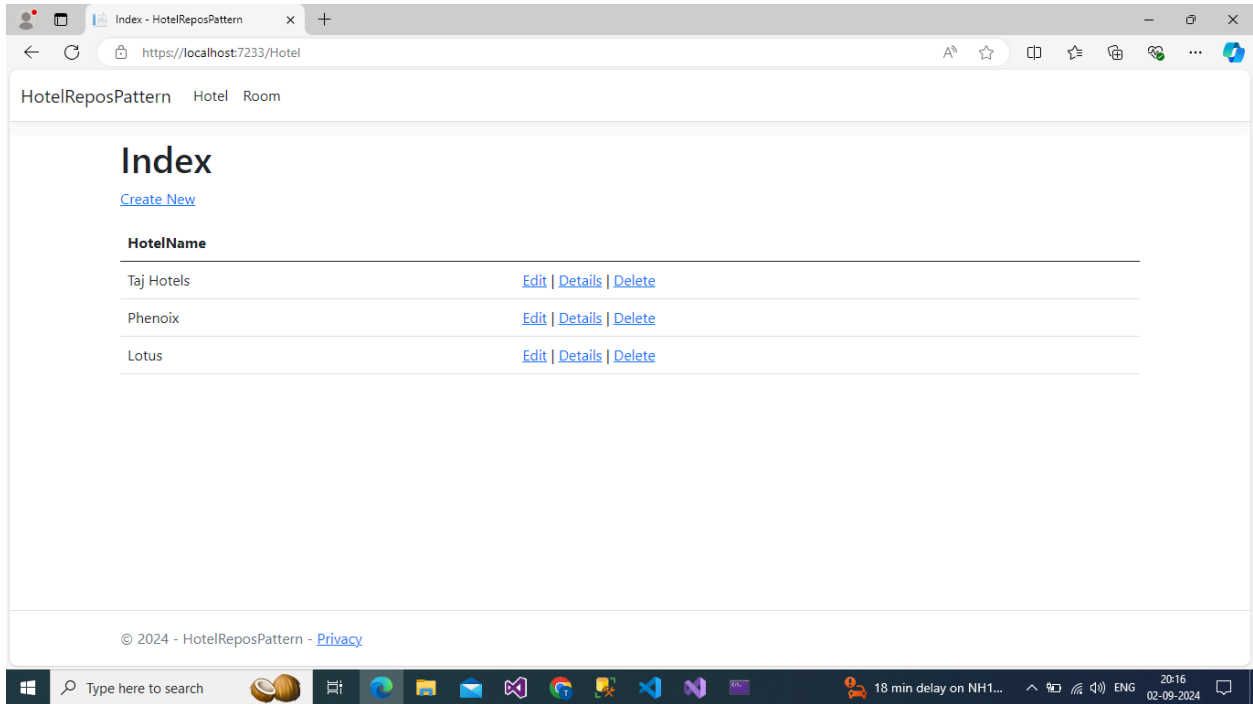 Index - HotelReposPattern
https://localhost:7233/Hotel
HotelReposPattern Hotel Room
Index
Create New
HotelName
Taj Hotels Edit | Details | Delete
Phenoix Edit | Details | Delete
Lotus Edit | Details | Delete
© 2024 - HotelReposPattern - Privacy
Type here to search 18 min delay on NH1... ENG 20:16
02-09-2024